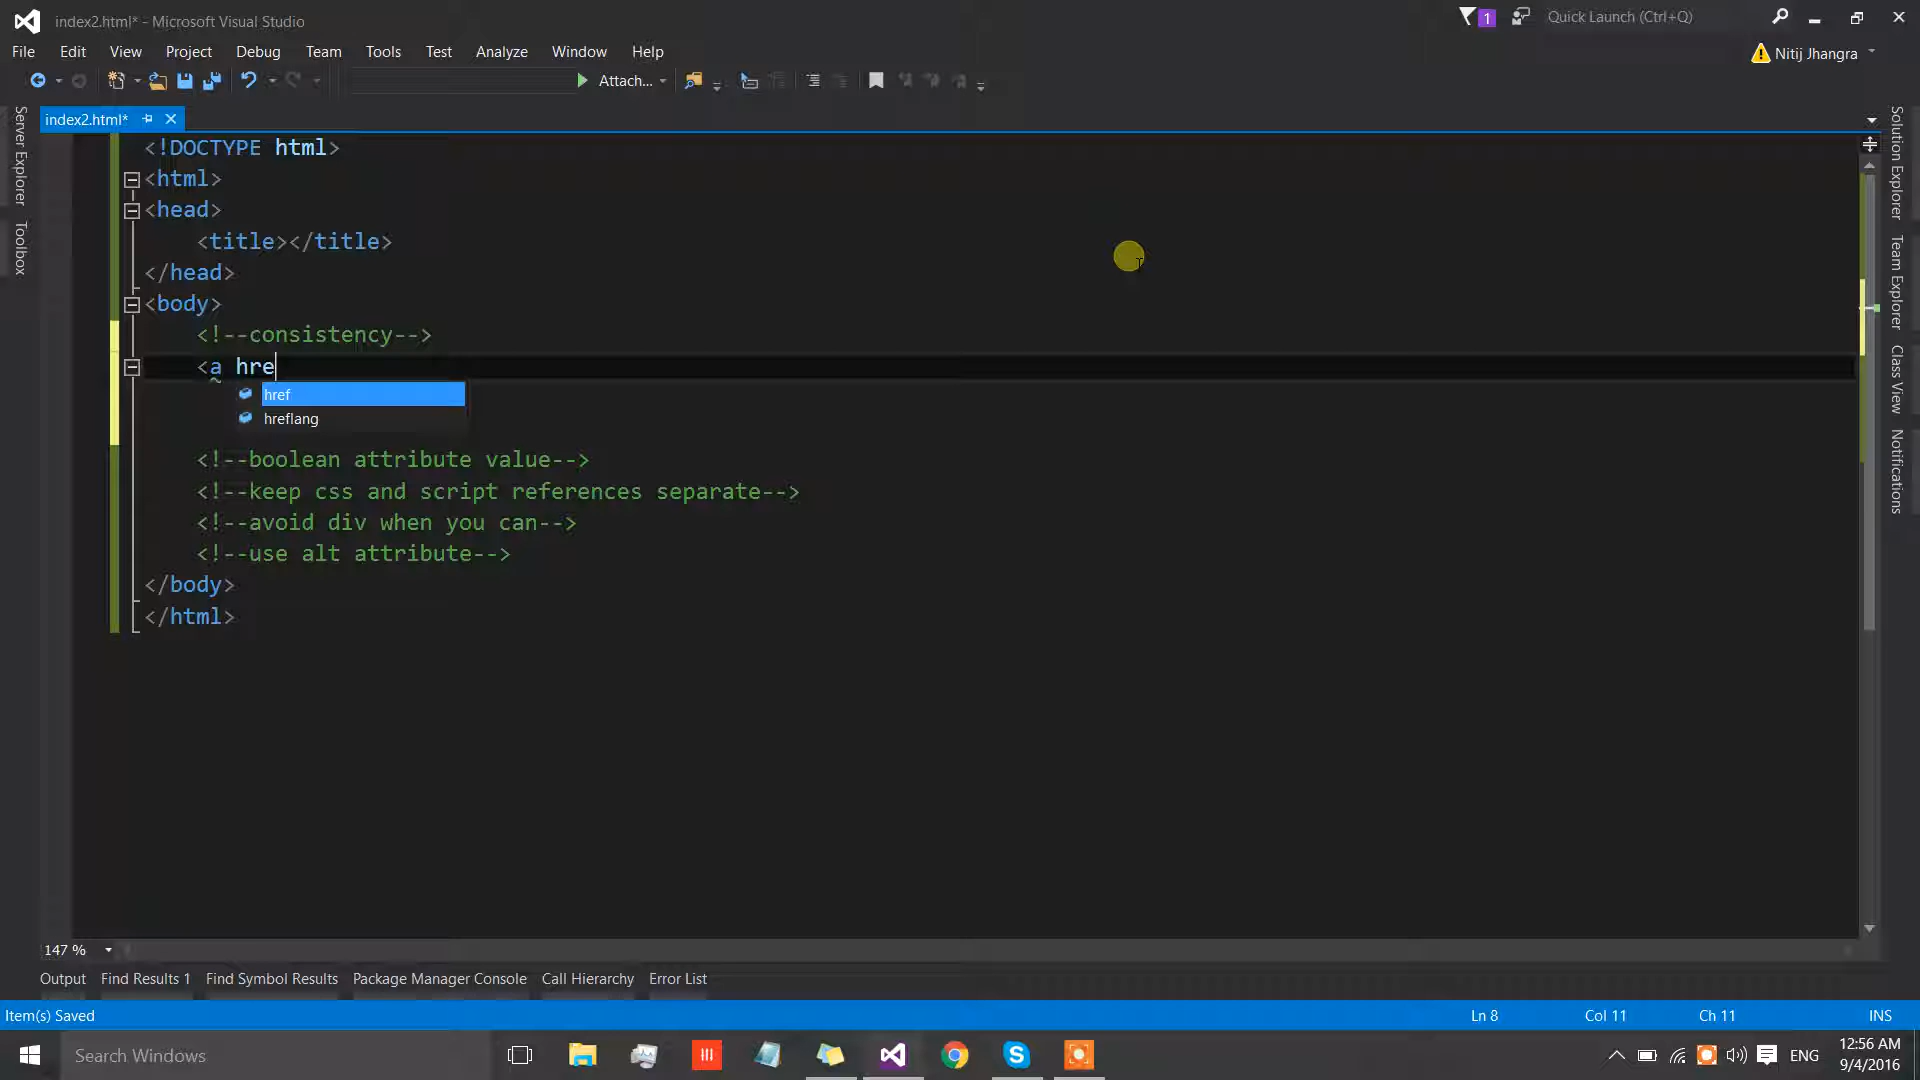 index2.html* - Microsoft Visual Studio
1
Quick Launch (Ctrl+Q)
File Edit View Project Debug Team Tools Test Analyze Window Help
Nitij Jhangra
Attach...
index2.html*
Server Explorer
Toolbox
<!DOCTYPE html>
<html>
<head>
<title></title>
</head>
<body>
<!--consistency-->
<a hre
href
hreflang
<!--boolean attribute value-->
<!--keep css and script references separate-->
<!--avoid div when you can-->
<!--use alt attribute-->
</body>
</html>
Solution Explorer
Team Explorer
Class View
Notifications
147 %
Output Find Results 1 Find Symbol Results Package Manager Console Call Hierarchy Error List
Item(s) Saved Ln 8 Col 11 Ch 11 INS
Search Windows
ENG
12:56 AM
9/4/2016